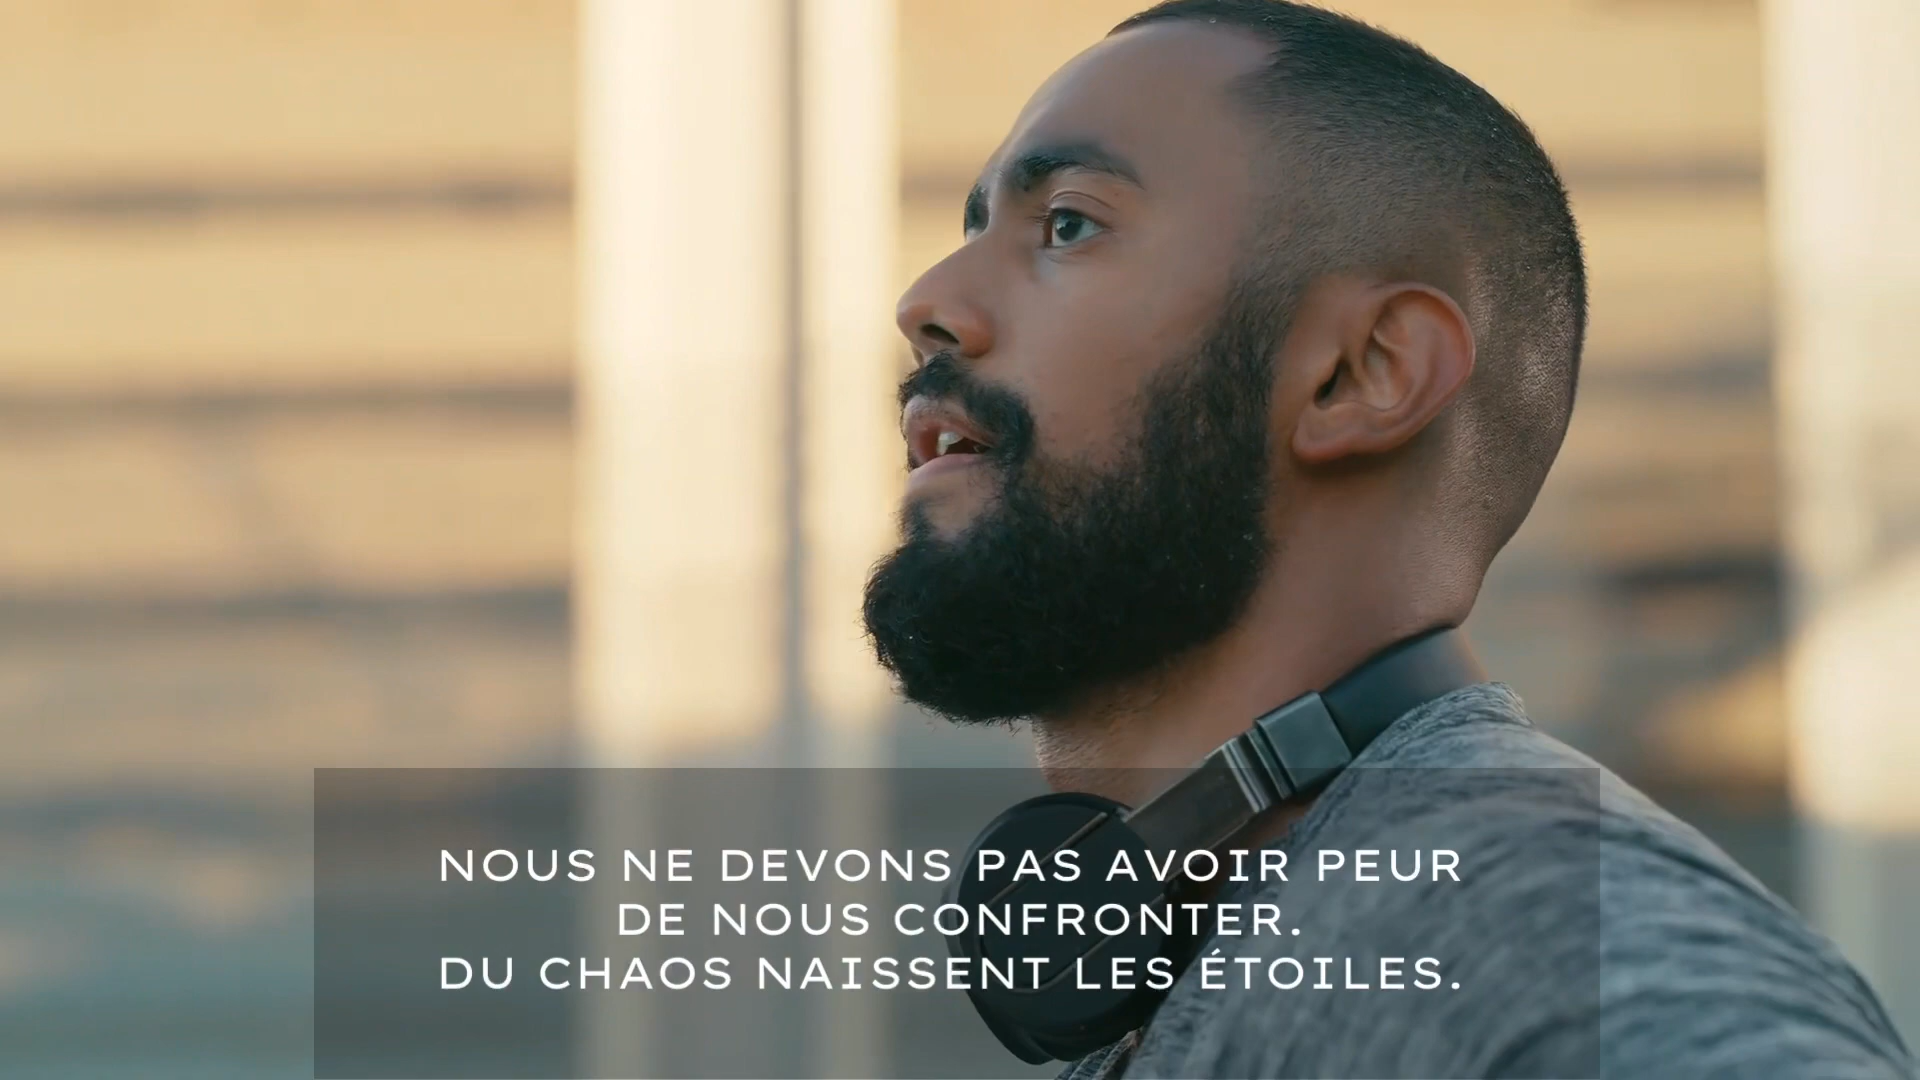 NOUS NE DEVONS PAS AVOIR PEUR
DE NOUS CONFRONTER.
DU CHAOS NAISSENT LES ÉTOILES.